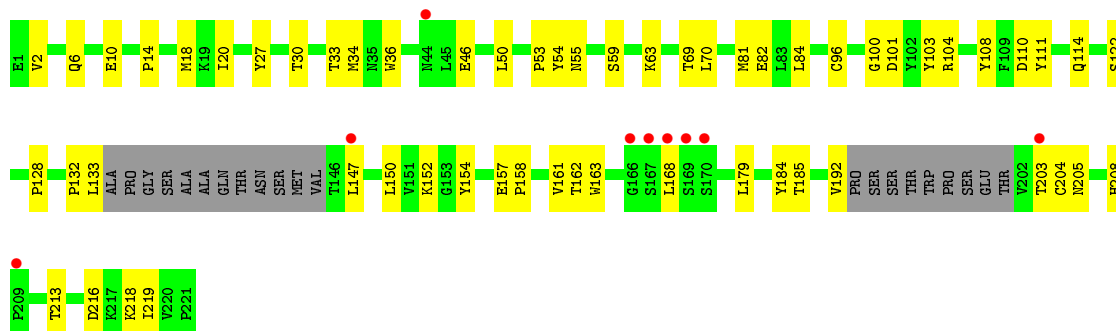 E1 V2 Q6 E10 P14 M18 K19 I20 Y27 T30 T33 M34 N35 W36 N44 L45 E46 L50 P53 Y54 N55 S59 K63 T69 L70 M81 E82 L83 L84 C96 G100 D101 Y102 Y103 R104 Y108 F109 D110 Y111 Q114 S122
P128 P132 L133 ALA PRO GLY SER ALA ALA GLN THR ASN SER MET VAL T146 L147 L150 V151 K152 G153 Y154 E157 P158 V161 T162 W163 G166 S167 L168 S169 S170 L179 Y184 T185 V192 PRO SER SER THR TRP PRO SER GLU THR V202 T203 C204 N205 H208
P209 T213 D216 K217 K218 I219 V220 P221